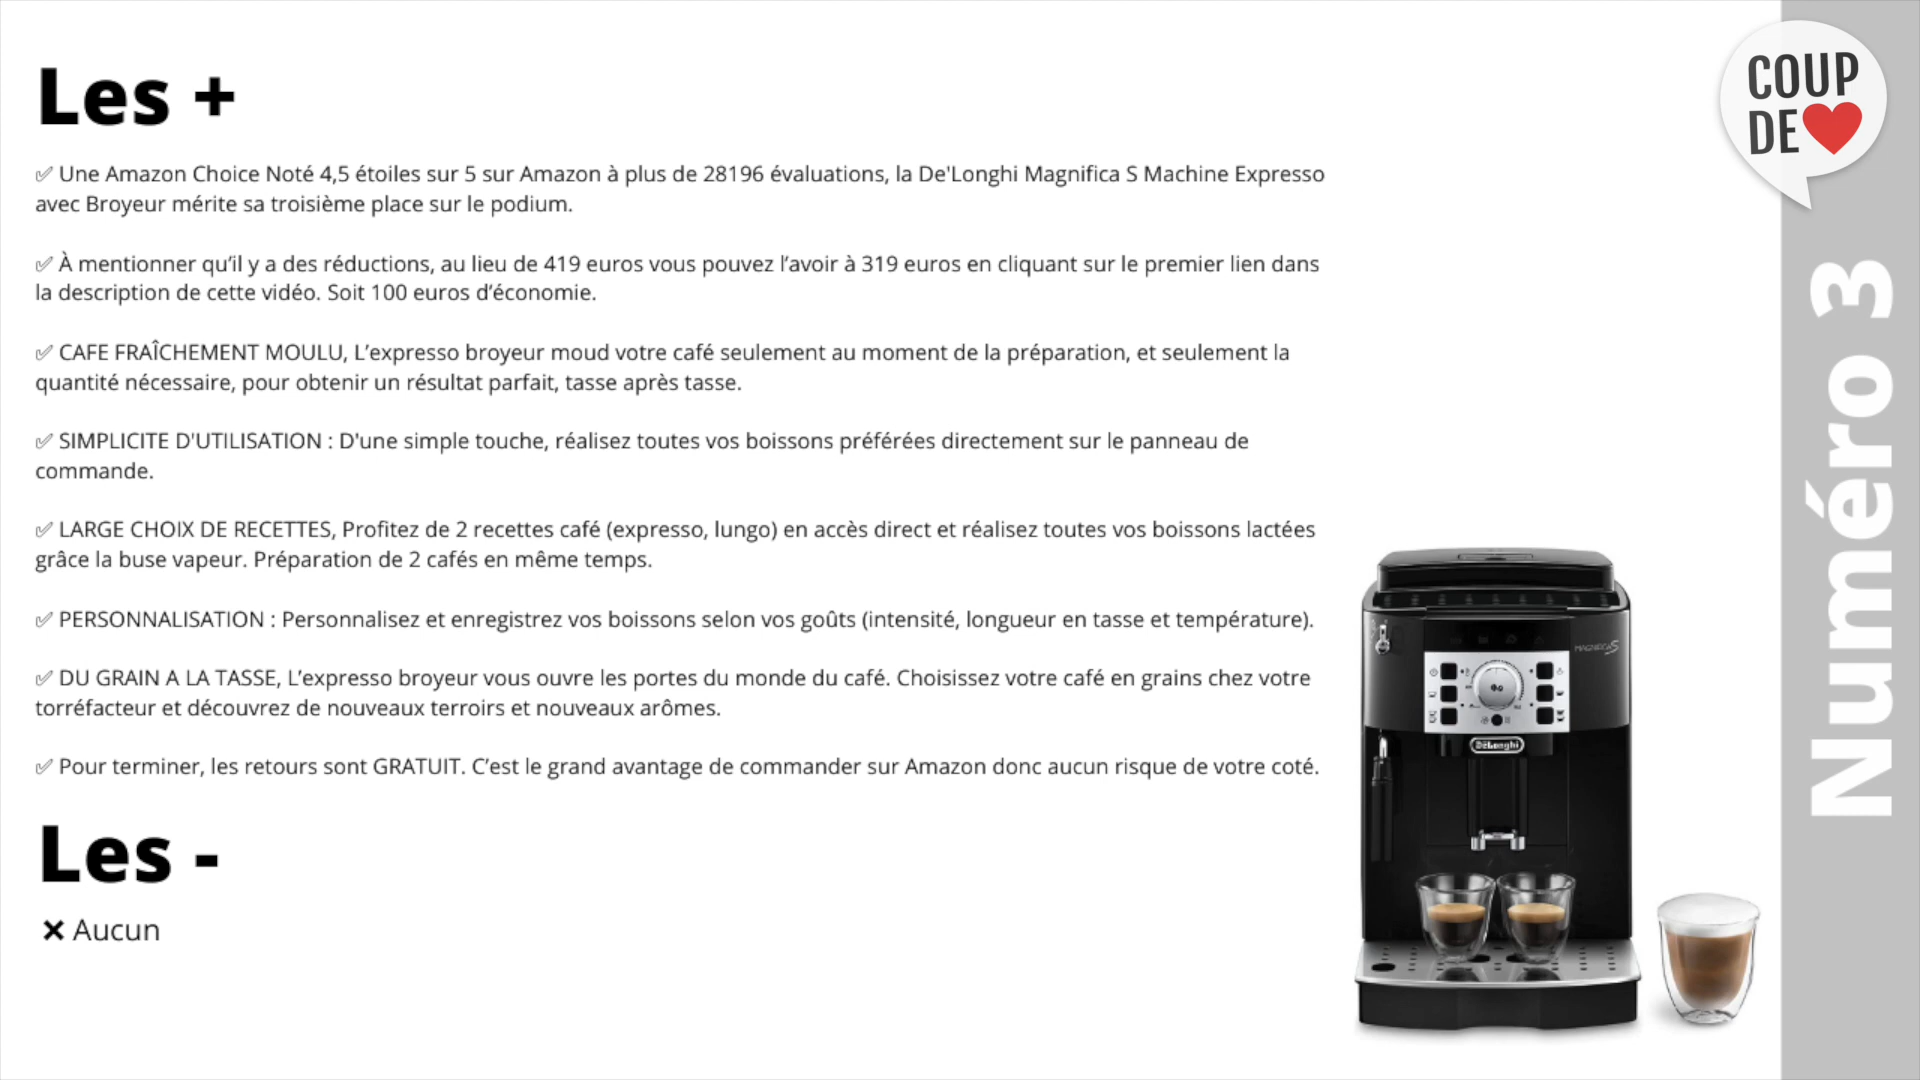 Les +
✅ Une Amazon Choice Noté 4,5 étoiles sur 5 sur Amazon à plus de 28196 évaluations, la De'Longhi Magnifica S Machine Expresso
avec Broyeur mérite sa troisième place sur le podium.
✅ À mentionner qu’il y a des réductions, au lieu de 419 euros vous pouvez l’avoir à 319 euros en cliquant sur le premier lien dans
la description de cette vidéo. Soit 100 euros d’économie.
✅ CAFE FRAÎCHEMENT MOULU, L’expresso broyeur moud votre café seulement au moment de la préparation, et seulement la
quantité nécessaire, pour obtenir un résultat parfait, tasse après tasse.
✅ SIMPLICITE D'UTILISATION : D'une simple touche, réalisez toutes vos boissons préférées directement sur le panneau de
commande.
✅ LARGE CHOIX DE RECETTES, Profitez de 2 recettes café (expresso, lungo) en accès direct et réalisez toutes vos boissons lactées
grâce la buse vapeur. Préparation de 2 cafés en même temps.
✅ PERSONNALISATION : Personnalisez et enregistrez vos boissons selon vos goûts (intensité, longueur en tasse et température).
✅ DU GRAIN A LA TASSE, L’expresso broyeur vous ouvre les portes du monde du café. Choisissez votre café en grains chez votre
torréfacteur et découvrez de nouveaux terroirs et nouveaux arômes.
✅ Pour terminer, les retours sont GRATUIT. C’est le grand avantage de commander sur Amazon donc aucun risque de votre coté.
Les -
❌ Aucun
COUP
DE
Numéro 3
MAGNIFICA S
DeLonghi